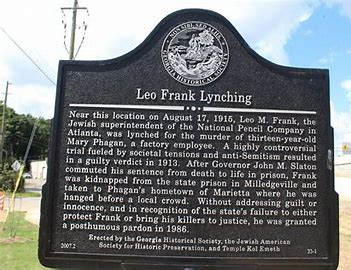 NON SIBI, SED ALIIS
GEORGIA HISTORICAL SOCIETY
Leo Frank Lynching
Near this location on August 17, 1915, Leo M. Frank, the
Jewish superintendent of the National Pencil Company in
Atlanta, was lynched for the murder of thirteen-year-old
Mary Phagan, a factory employee. A highly controversial
trial fueled by societal tensions and anti-Semitism resulted
in a guilty verdict in 1913. After Governor John M. Slaton
commuted his sentence from death to life in prison, Frank
was kidnapped from the state prison in Milledgeville and
taken to Phagan's hometown of Marietta where he was
hanged before a local crowd. Without addressing guilt or
innocence, and in recognition of the state's failure to either
protect Frank or bring his killers to justice, he was granted
a posthumous pardon in 1986.
Erected by the Georgia Historical Society, the Jewish American
Society for Historic Preservation, and Temple Kol Emeth
2007.2
33-1